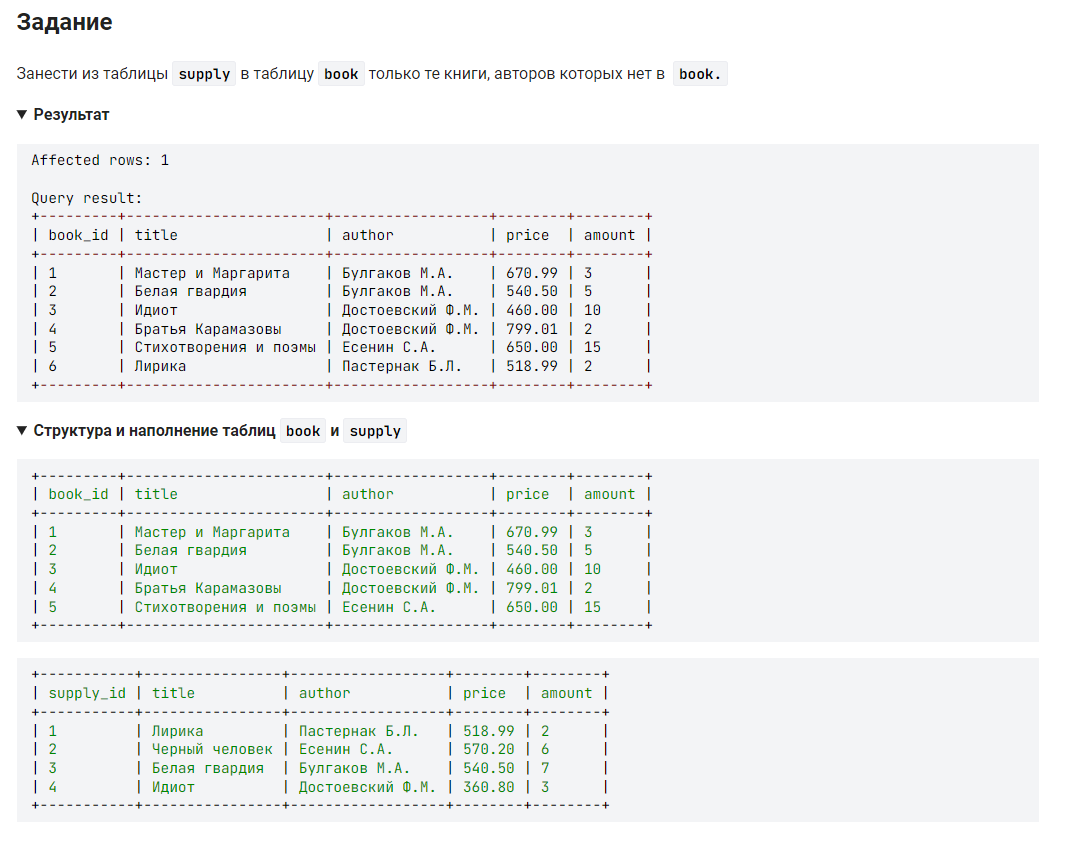 Задание
Занести из таблицы supply в таблицу book только те книги, авторов которых нет в book.
▼ Результат
Affected rows: 1
Query result:
+---------+-----------------------+------------------+--------+--------+
| book_id | title                 | author           | price  | amount |
+---------+-----------------------+------------------+--------+--------+
| 1       | Мастер и Маргарита    | Булгаков М.А.    | 670.99 | 3      |
| 2       | Белая гвардия         | Булгаков М.А.    | 540.50 | 5      |
| 3       | Идиот                 | Достоевский Ф.М. | 460.00 | 10     |
| 4       | Братья Карамазовы     | Достоевский Ф.М. | 799.01 | 2      |
| 5       | Стихотворения и поэмы | Есенин С.А.      | 650.00 | 15     |
| 6       | Лирика                | Пастернак Б.Л.   | 518.99 | 2      |
+---------+-----------------------+------------------+--------+--------+
▼ Структура и наполнение таблиц book и supply
+---------+-----------------------+------------------+--------+--------+
| book_id | title                 | author           | price  | amount |
+---------+-----------------------+------------------+--------+--------+
| 1       | Мастер и Маргарита    | Булгаков М.А.    | 670.99 | 3      |
| 2       | Белая гвардия         | Булгаков М.А.    | 540.50 | 5      |
| 3       | Идиот                 | Достоевский Ф.М. | 460.00 | 10     |
| 4       | Братья Карамазовы     | Достоевский Ф.М. | 799.01 | 2      |
| 5       | Стихотворения и поэмы | Есенин С.А.      | 650.00 | 15     |
+---------+-----------------------+------------------+--------+--------+
+-----------+----------------+------------------+--------+--------+
| supply_id | title          | author           | price  | amount |
+-----------+----------------+------------------+--------+--------+
| 1         | Лирика         | Пастернак Б.Л.   | 518.99 | 2      |
| 2         | Черный человек | Есенин С.А.      | 570.20 | 6      |
| 3         | Белая гвардия  | Булгаков М.А.    | 540.50 | 7      |
| 4         | Идиот          | Достоевский Ф.М. | 360.80 | 3      |
+-----------+----------------+------------------+--------+--------+